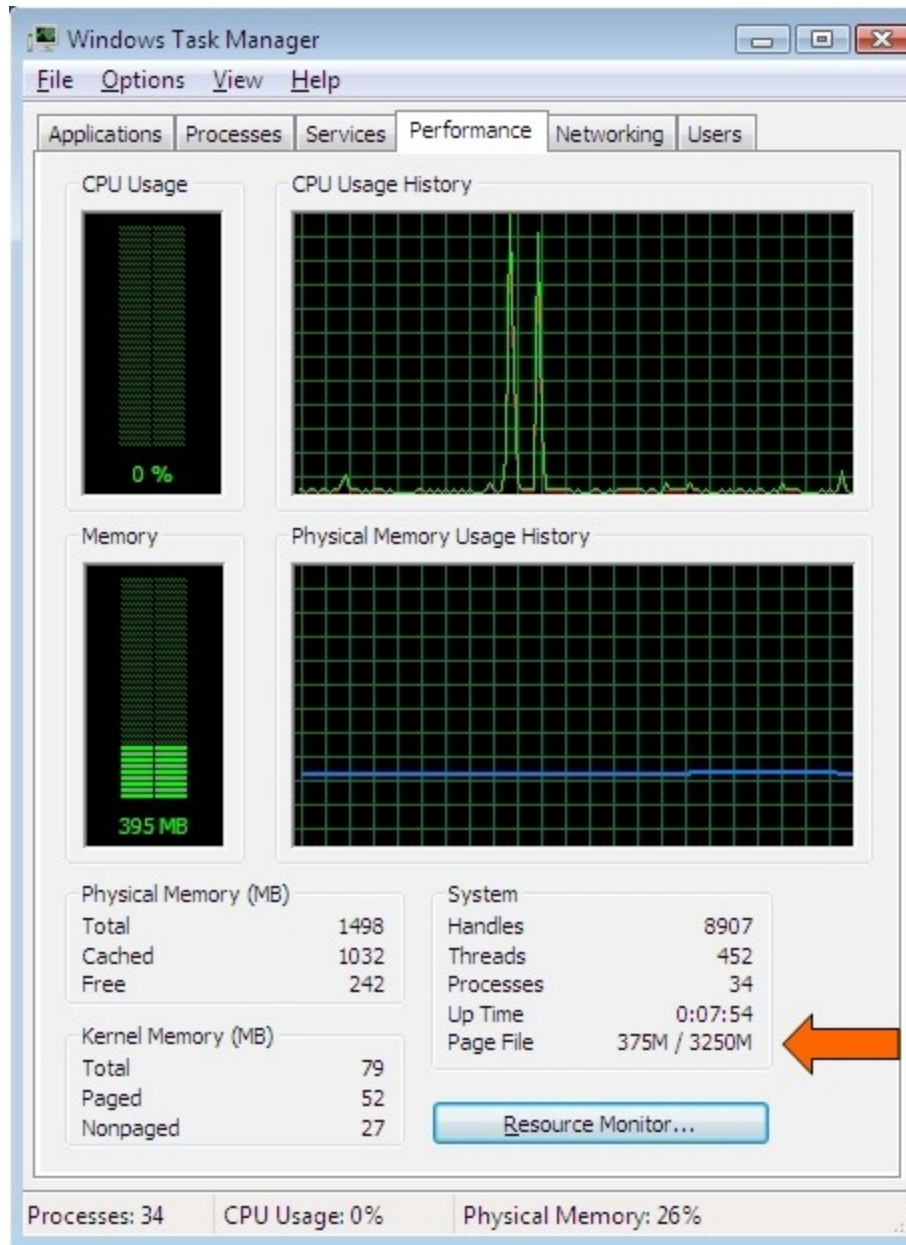 Windows Task Manager
File Options View Help
Applications Processes Services Performance Networking Users
CPU Usage
CPU Usage History
0 %
Memory
Physical Memory Usage History
395 MB
Physical Memory (MB)
Total 1498
Cached 1032
Free 242
Kernel Memory (MB)
Total 79
Paged 52
Nonpaged 27
System
Handles 8907
Threads 452
Processes 34
Up Time 0:07:54
Page File 375M / 3250M
Resource Monitor...
Processes: 34 CPU Usage: 0% Physical Memory: 26%